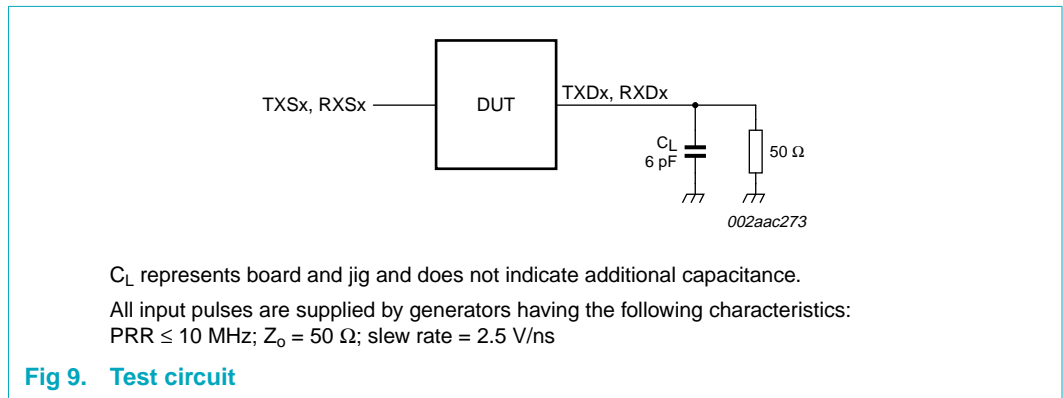 TXSx, RXSx
DUT
TXDx, RXDx
CL
6 pF
50 Ω
002aac273
CL represents board and jig and does not indicate additional capacitance.
All input pulses are supplied by generators having the following characteristics:
PRR ≤ 10 MHz; Zo = 50 Ω; slew rate = 2.5 V/ns
Fig 9. Test circuit